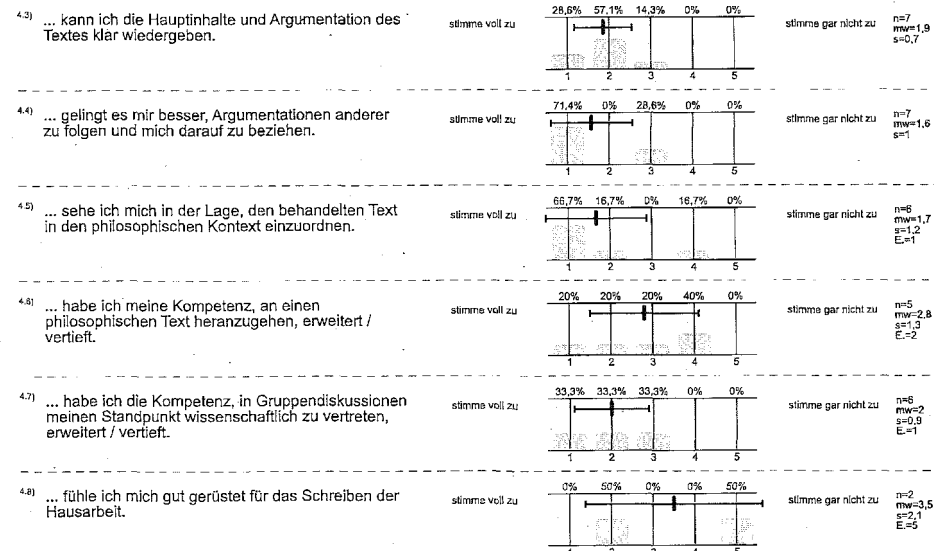 4.3) ... kann ich die Hauptinhalte und Argumentation des
Textes klar wiedergeben.
stimme voll zu
28,6% 57,1% 14,3% 0% 0%
1 2 3 4 5
stimme gar nicht zu
n=7
mw=1,9
s=0,7
4.4) ... gelingt es mir besser, Argumentationen anderer
zu folgen und mich darauf zu beziehen.
stimme voll zu
71,4% 0% 28,6% 0% 0%
1 2 3 4 5
stimme gar nicht zu
n=7
mw=1,6
s=1
4.5) ... sehe ich mich in der Lage, den behandelten Text
in den philosophischen Kontext einzuordnen.
stimme voll zu
66,7% 16,7% 0% 16,7% 0%
1 2 3 4 5
stimme gar nicht zu
n=6
mw=1,7
s=1,2
E.=1
4.6) ... habe ich meine Kompetenz, an einen
philosophischen Text heranzugehen, erweitert /
vertieft.
stimme voll zu
20% 20% 20% 40% 0%
1 2 3 4 5
stimme gar nicht zu
n=5
mw=2,8
s=1,3
E.=2
4.7) ... habe ich die Kompetenz, in Gruppendiskussionen
meinen Standpunkt wissenschaftlich zu vertreten,
erweitert / vertieft.
stimme voll zu
33,3% 33,3% 33,3% 0% 0%
1 2 3 4 5
stimme gar nicht zu
n=6
mw=2
s=0,9
E.=1
4.8) ... fühle ich mich gut gerüstet für das Schreiben der
Hausarbeit.
stimme voll zu
0% 50% 0% 0% 50%
1 2 3 4 5
stimme gar nicht zu
n=2
mw=3,5
s=2,1
E.=5